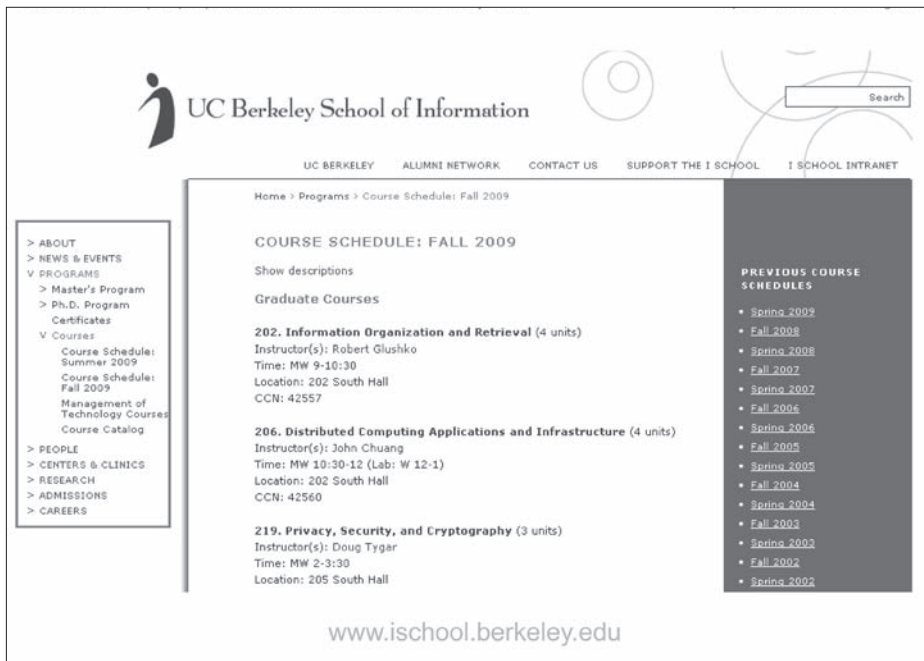 UC Berkeley School of Information
Search
UC BERKELEY ALUMNI NETWORK CONTACT US SUPPORT THE I SCHOOL I SCHOOL INTRANET
> ABOUT
> NEWS & EVENTS
V PROGRAMS
> Master's Program
> Ph.D. Program
Certificates
V Courses
Course Schedule:
Summer 2009
Course Schedule:
Fall 2009
Management of
Technology Courses
Course Catalog
> PEOPLE
> CENTERS & CLINICS
> RESEARCH
> ADMISSIONS
> CAREERS
Home > Programs > Course Schedule: Fall 2009
COURSE SCHEDULE: FALL 2009
Show descriptions
Graduate Courses
202. Information Organization and Retrieval (4 units)
Instructor(s): Robert Glushko
Time: MW 9-10:30
Location: 202 South Hall
CCN: 42557
206. Distributed Computing Applications and Infrastructure (4 units)
Instructor(s): John Chuang
Time: MW 10:30-12 (Lab: W 12-1)
Location: 202 South Hall
CCN: 42560
219. Privacy, Security, and Cryptography (3 units)
Instructor(s): Doug Tygar
Time: MW 2-3:30
Location: 205 South Hall
PREVIOUS COURSE
SCHEDULES
• Spring 2009
• Fall 2008
• Spring 2008
• Fall 2007
• Spring 2007
• Fall 2006
• Spring 2006
• Fall 2005
• Spring 2005
• Fall 2004
• Spring 2004
• Fall 2003
• Spring 2003
• Fall 2002
• Spring 2002
www.ischool.berkeley.edu